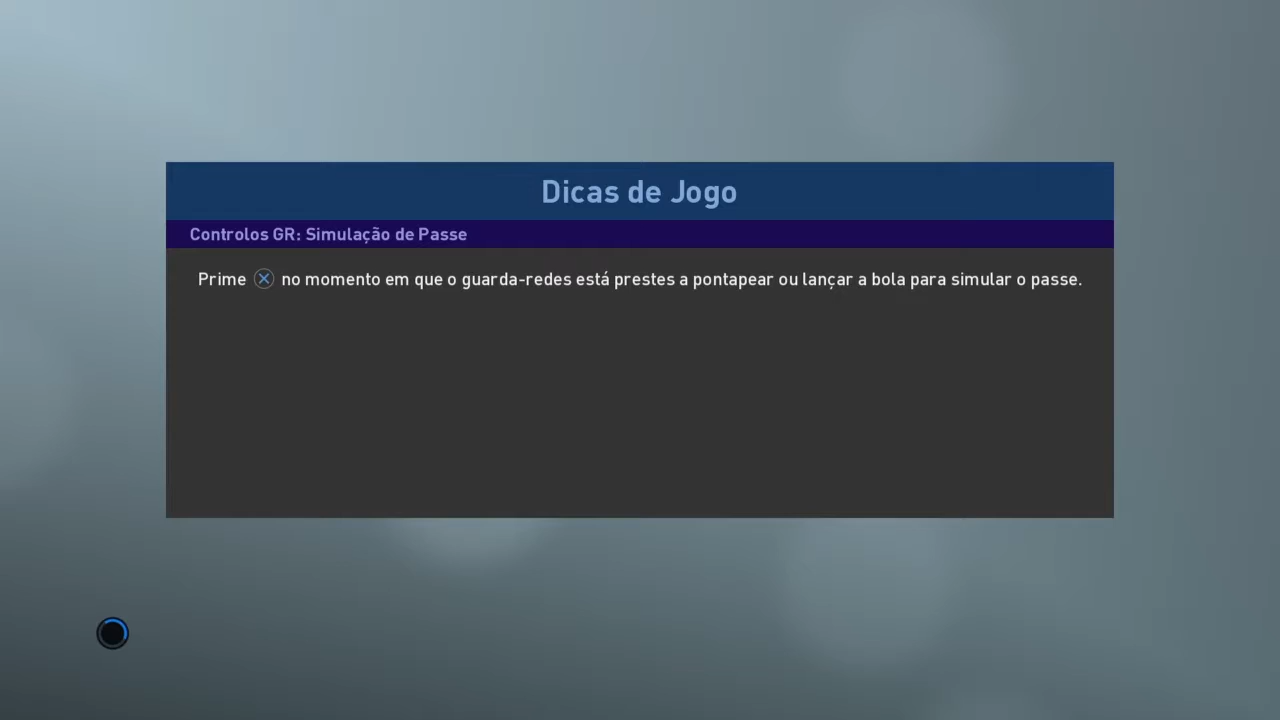 Dicas de Jogo
Controlos GR: Simulação de Passe
Prime ⓧ no momento em que o guarda-redes está prestes a pontapear ou lançar a bola para simular o passe.